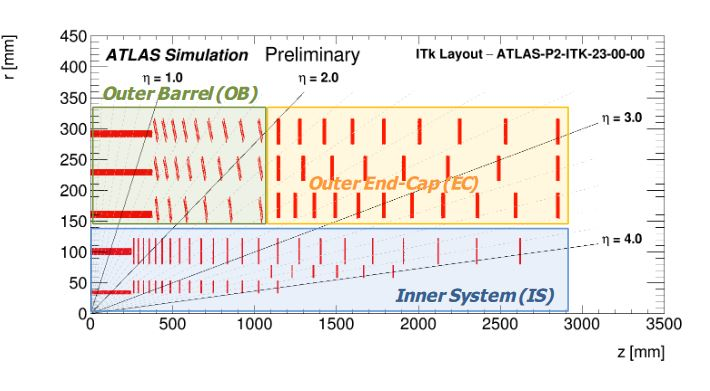 r [mm]
450
400
350
300
250
200
150
100
50
0
ATLAS Simulation Preliminary
ITk Layout – ATLAS-P2-ITK-23-00-00
η = 1.0
η = 2.0
Outer Barrel (OB)
η = 3.0
Outer End-Cap (EC)
η = 4.0
Inner System (IS)
0 500 1000 1500 2000 2500 3000 3500
z [mm]